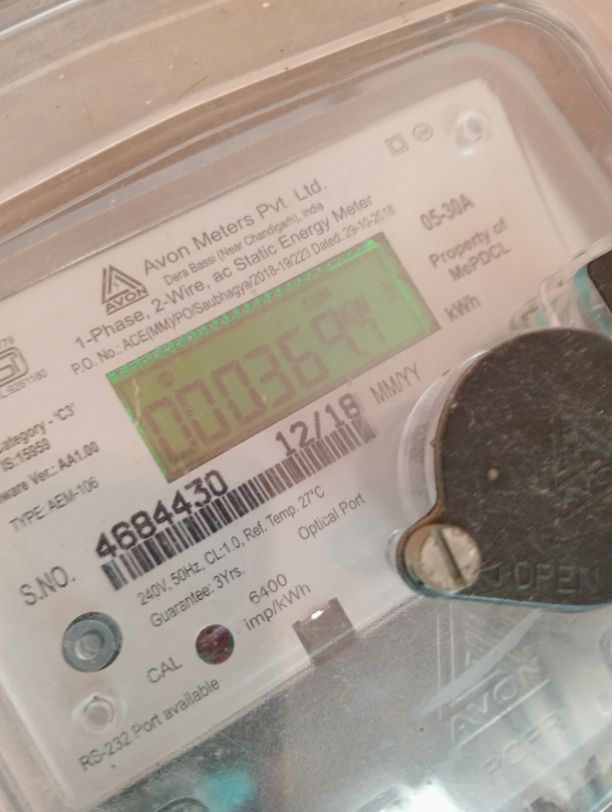 Avon Meters Pvt. Ltd.
Dera Bassi (Near Chandigarh), India
1-Phase, 2-Wire, ac Static Energy Meter
P.O. No.: ACE(MM)/PO/Saubhagya/2018-19/223 Dated: 29-10-2018
AVON
05-30A
Property of
MePDCL
kWh
Category - 'C3'
IS:15959
ware Ver.: AA1.00
TYPE: AEM-106
12/18 MM/YY
S.NO. 4684430
240V, 50Hz, CL:1.0, Ref. Temp. 27°C
Guarantee: 3Yrs.
Optical Port
CAL
6400
imp/kWh
RS-232 Port available
OPEN
AVON